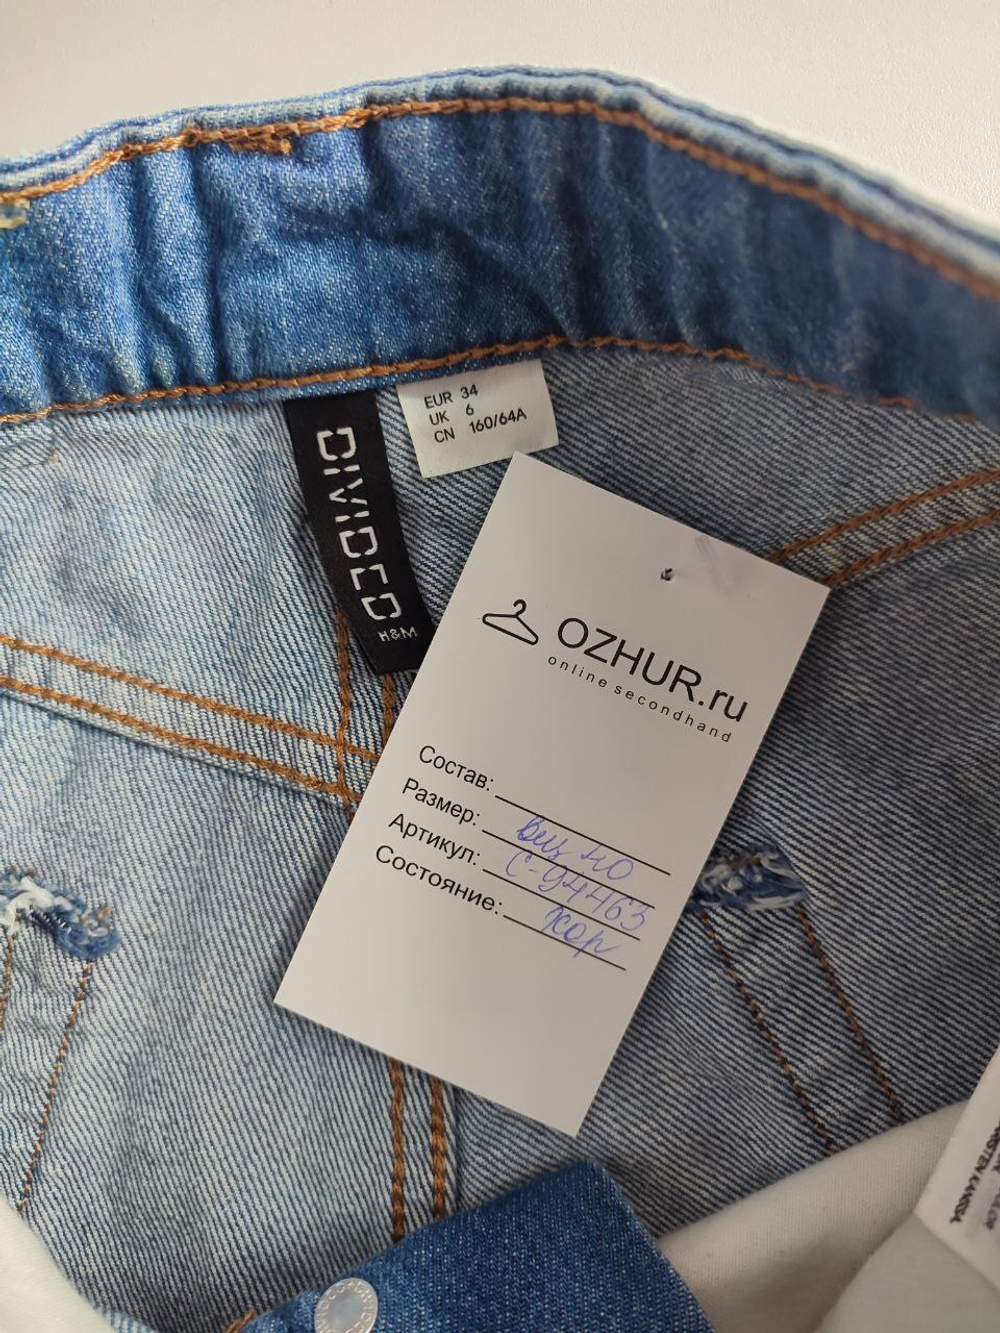 EUR 34
UK 6
CN 160/64A
DIVIDED
H&M
OZHUR.ru
online secondhand
Состав:
Размер: виз 40
Артикул: С-94463
Состояние: хор